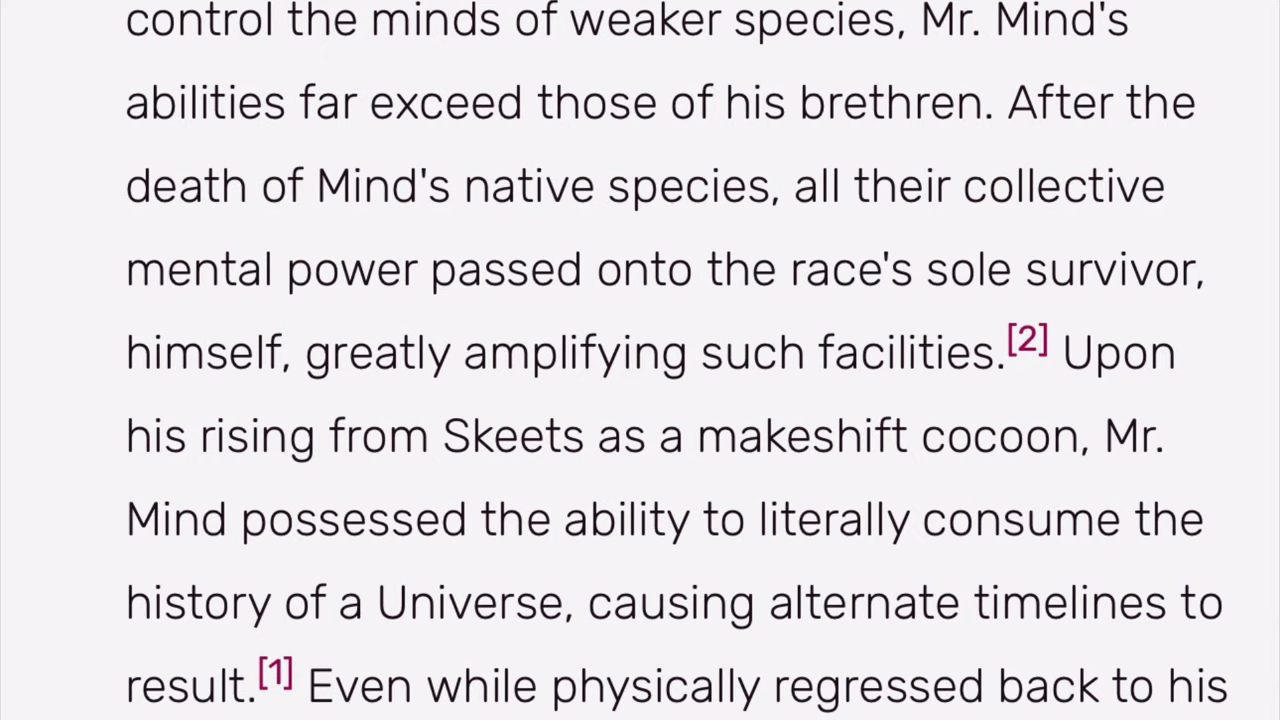 control the minds of weaker species, Mr. Mind's
abilities far exceed those of his brethren. After the
death of Mind's native species, all their collective
mental power passed onto the race's sole survivor,
himself, greatly amplifying such facilities.[2] Upon
his rising from Skeets as a makeshift cocoon, Mr.
Mind possessed the ability to literally consume the
history of a Universe, causing alternate timelines to
result.[1] Even while physically regressed back to his